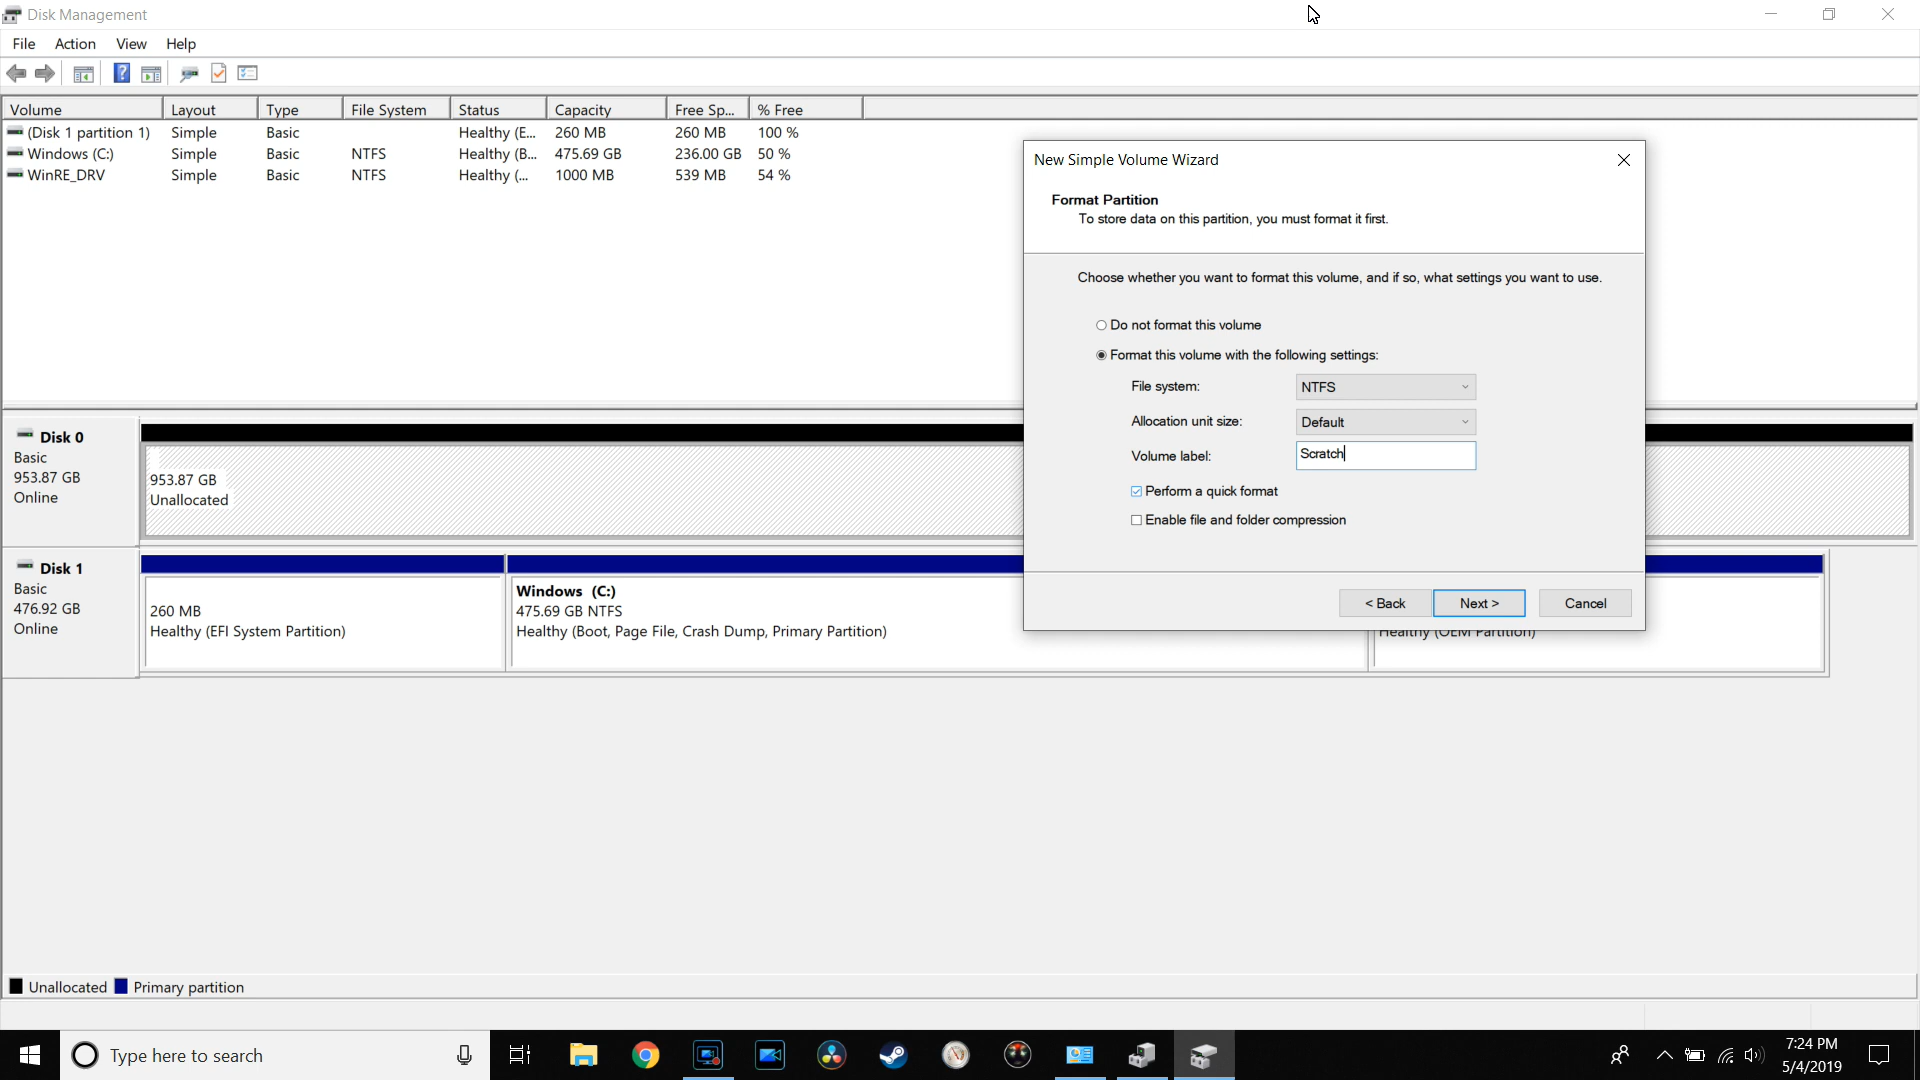 Disk Management
File Action View Help
Volume Layout Type File System Status Capacity Free Sp... % Free
(Disk 1 partition 1) Simple Basic Healthy (E... 260 MB 260 MB 100 %
Windows (C:) Simple Basic NTFS Healthy (B... 475.69 GB 236.00 GB 50 %
WinRE_DRV Simple Basic NTFS Healthy (... 1000 MB 539 MB 54 %
New Simple Volume Wizard
Format Partition
To store data on this partition, you must format it first.
Choose whether you want to format this volume, and if so, what settings you want to use.
Do not format this volume
Format this volume with the following settings:
File system: NTFS
Allocation unit size: Default
Volume label: Scratch
Perform a quick format
Enable file and folder compression
< Back Next > Cancel
Disk 0
Basic
953.87 GB
Online
953.87 GB
Unallocated
Disk 1
Basic
476.92 GB
Online
260 MB
Healthy (EFI System Partition)
Windows (C:)
475.69 GB NTFS
Healthy (Boot, Page File, Crash Dump, Primary Partition)
Healthy (OEM Partition)
Unallocated Primary partition
Type here to search
7:24 PM
5/4/2019